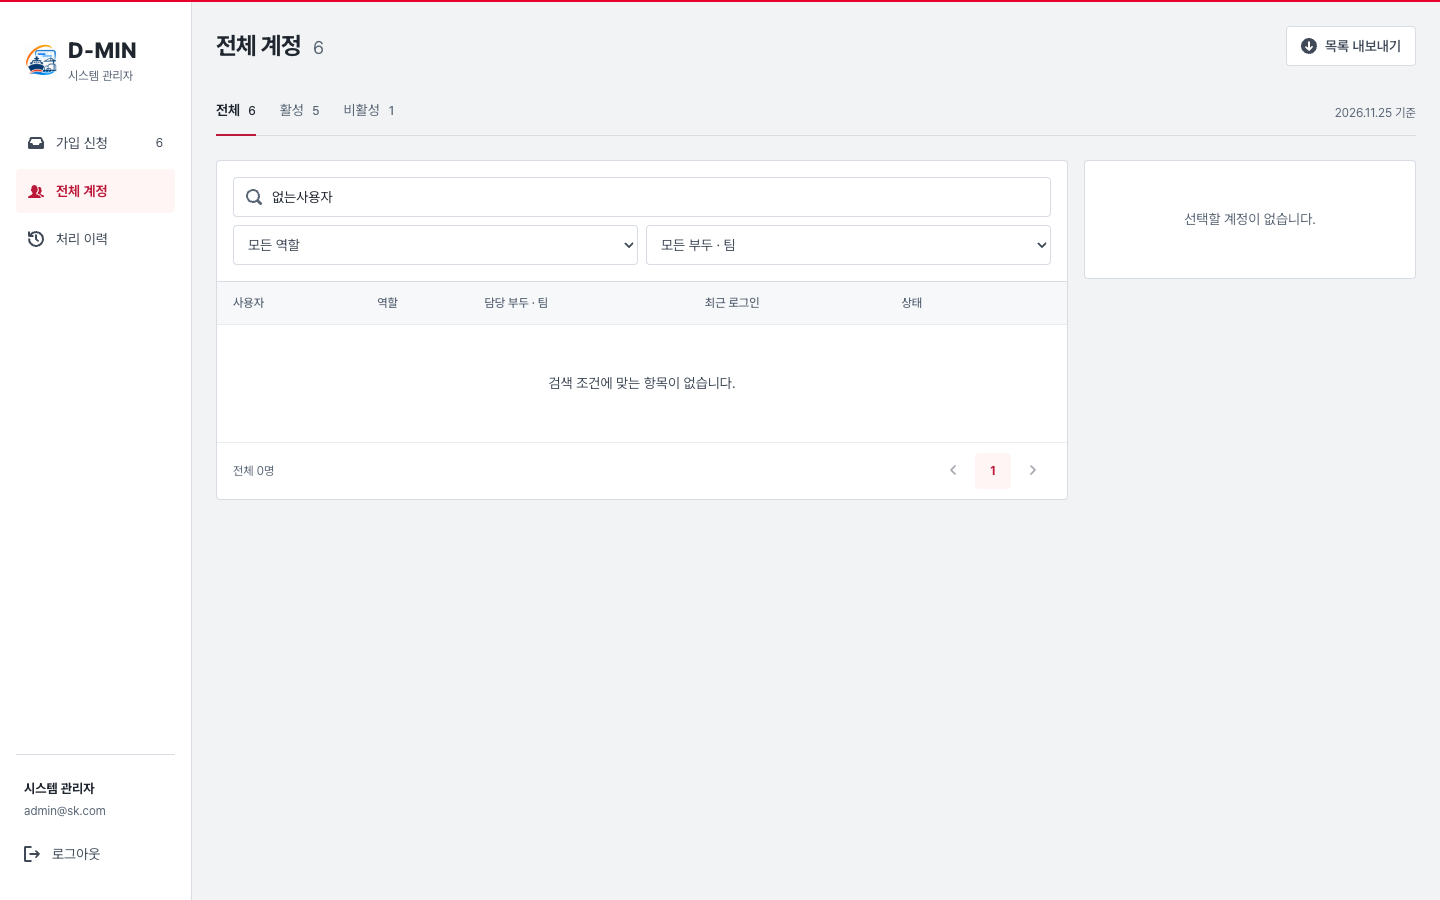 D-MIN
시스템 관리자
가입 신청 6
전체 계정
처리 이력
시스템 관리자
admin@sk.com
로그아웃
전체 계정 6
목록 내보내기
전체 6 활성 5 비활성 1
2026.11.25 기준
없는사용자
모든 역할 모든 부두 · 팀
사용자 역할 담당 부두 · 팀 최근 로그인 상태
검색 조건에 맞는 항목이 없습니다.
전체 0명 1
선택할 계정이 없습니다.